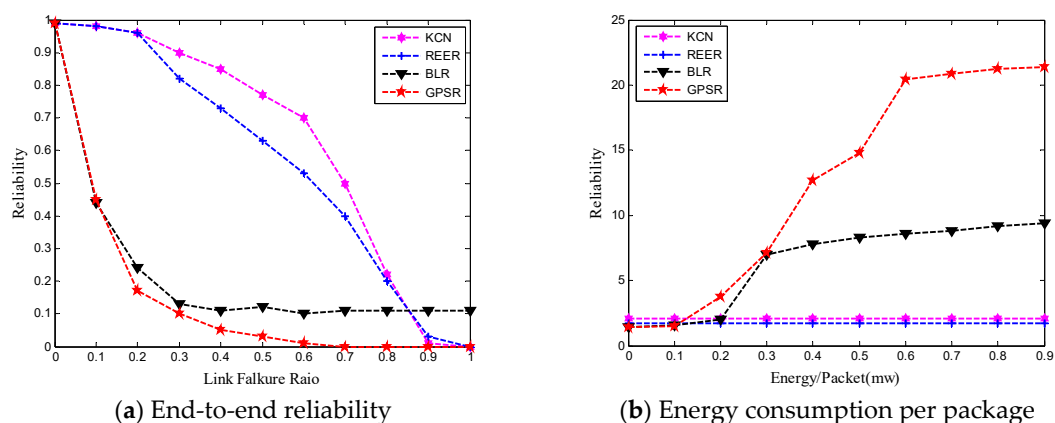 1
0.9
0.8
0.7
0.6
0.5
0.4
0.3
0.2
0.1
0
Reliability
KCN
REER
BLR
GPSR
0 0.1 0.2 0.3 0.4 0.5 0.6 0.7 0.8 0.9 1
Link Falkure Raio
(a) End-to-end reliability
25
20
15
10
5
0
Reliability
KCN
REER
BLR
GPSR
0 0.1 0.2 0.3 0.4 0.5 0.6 0.7 0.8 0.9
Energy/Packet(mw)
(b) Energy consumption per package